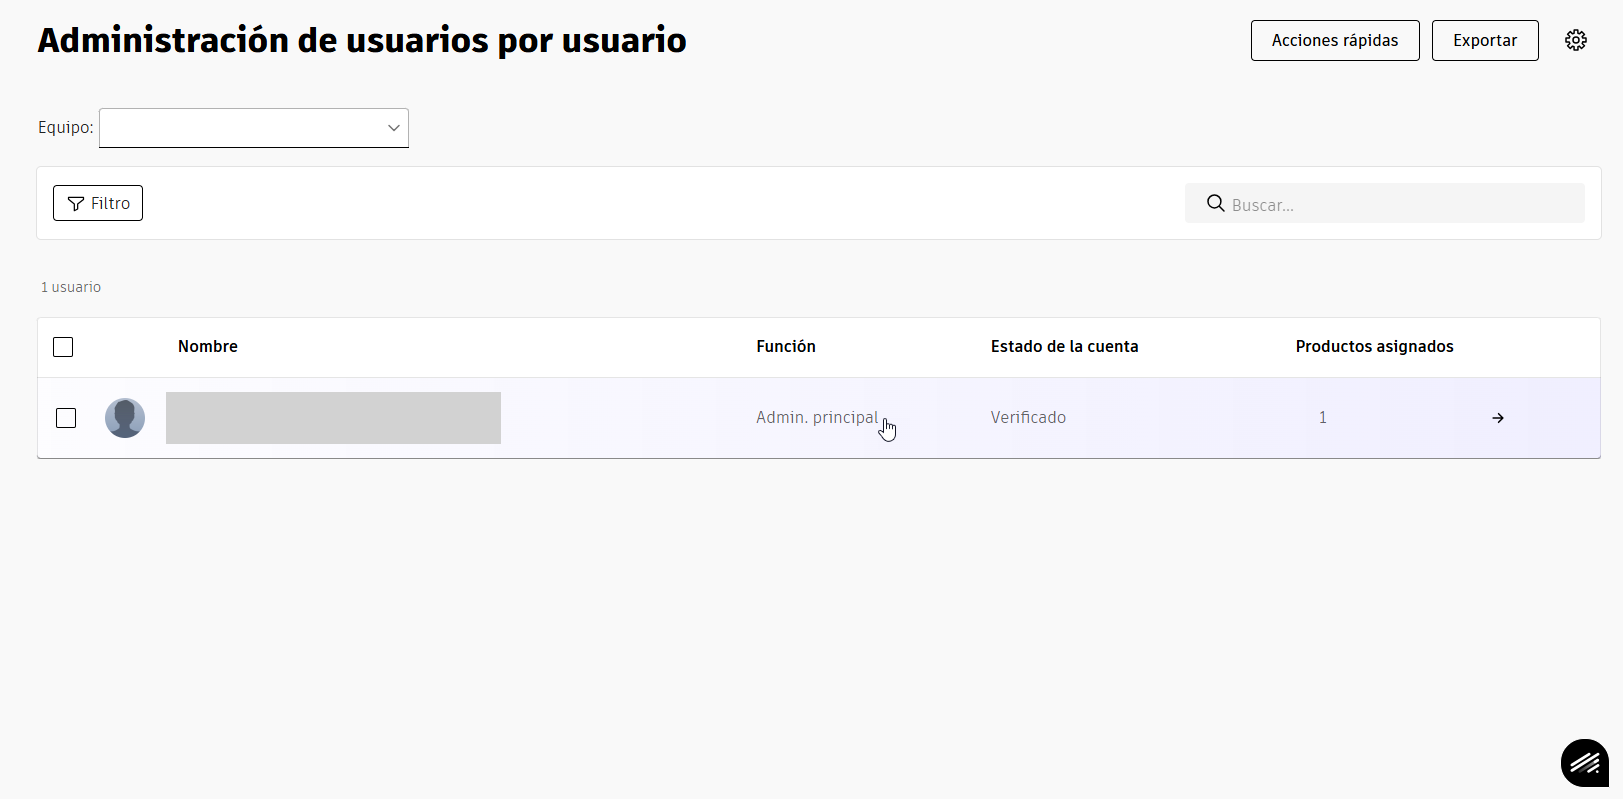 Administración de usuarios por usuario
Acciones rápidas
Exportar
Equipo:
Filtro
Buscar...
1 usuario
Nombre Función Estado de la cuenta Productos asignados
Admin. principal Verificado 1